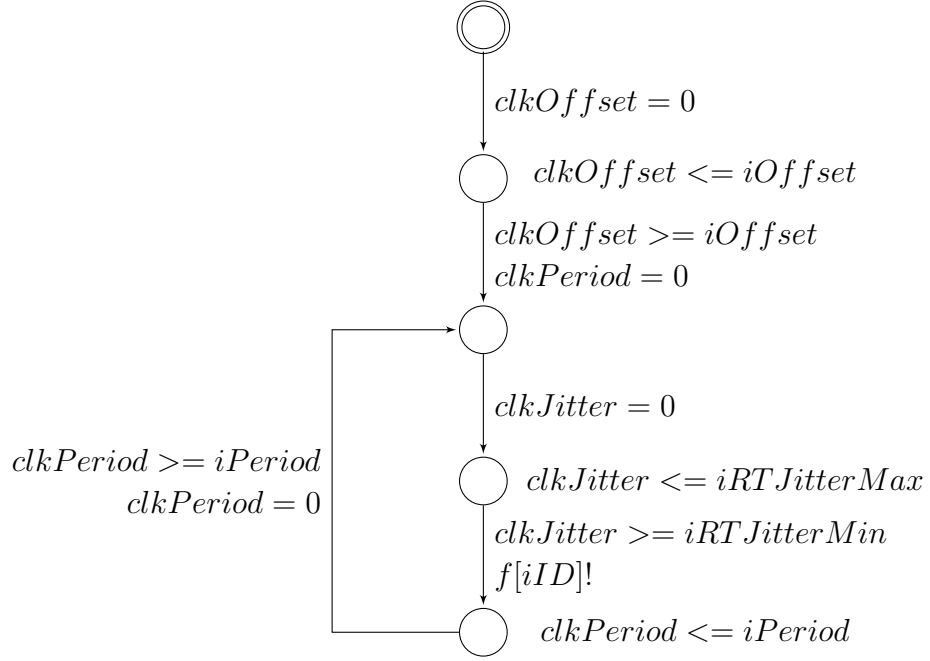 clkOffset = 0
clkOffset <= iOffset
clkOffset >= iOffset
clkPeriod = 0
clkJitter = 0
clkPeriod >= iPeriod
clkPeriod = 0
clkJitter <= iRTJitterMax
clkJitter >= iRTJitterMin
f[iID]!
clkPeriod <= iPeriod